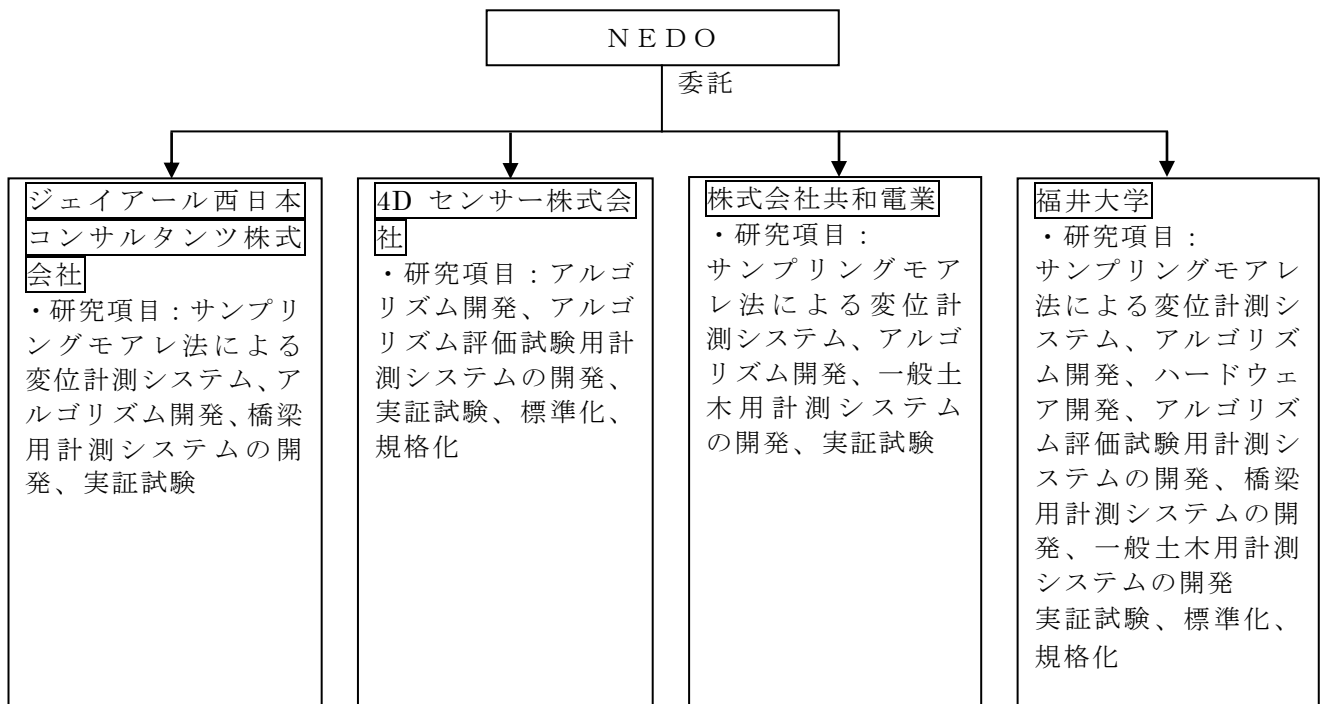 NEDO
委託
ジェイアール西日本
コンサルタンツ株式
会社
・研究項目：サンプリ
ングモアレ法による
変位計測システム、ア
ルゴリズム開発、橋梁
用計測システムの開
発、実証試験
4D センサー株式会
社
・研究項目：アルゴ
リズム開発、アルゴ
リズム評価試験用計
測システムの開発、
実証試験、標準化、
規格化
株式会社共和電業
・研究項目：
サンプリングモア
レ法による変位計
測システム、アルゴ
リズム開発、一般土
木用計測システム
の開発、実証試験
福井大学
・研究項目：
サンプリングモアレ
法による変位計測シ
ステム、アルゴリズ
ム開発、ハードウェ
ア開発、アルゴリズ
ム評価試験用計測シ
ステムの開発、橋梁
用計測システムの開
発、一般土木用計測
システムの開発
実証試験、標準化、
規格化